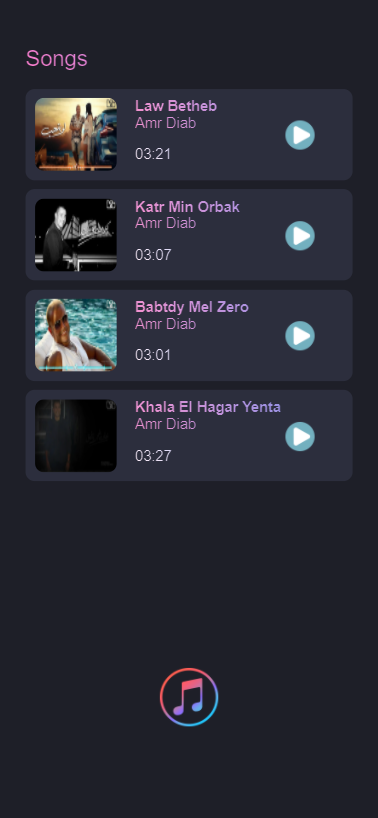 Songs
Law Betheb
Amr Diab
03:21
Katr Min Orbak
Amr Diab
03:07
Babtdy Mel Zero
Amr Diab
03:01
Khala El Hagar Yenta
Amr Diab
03:27